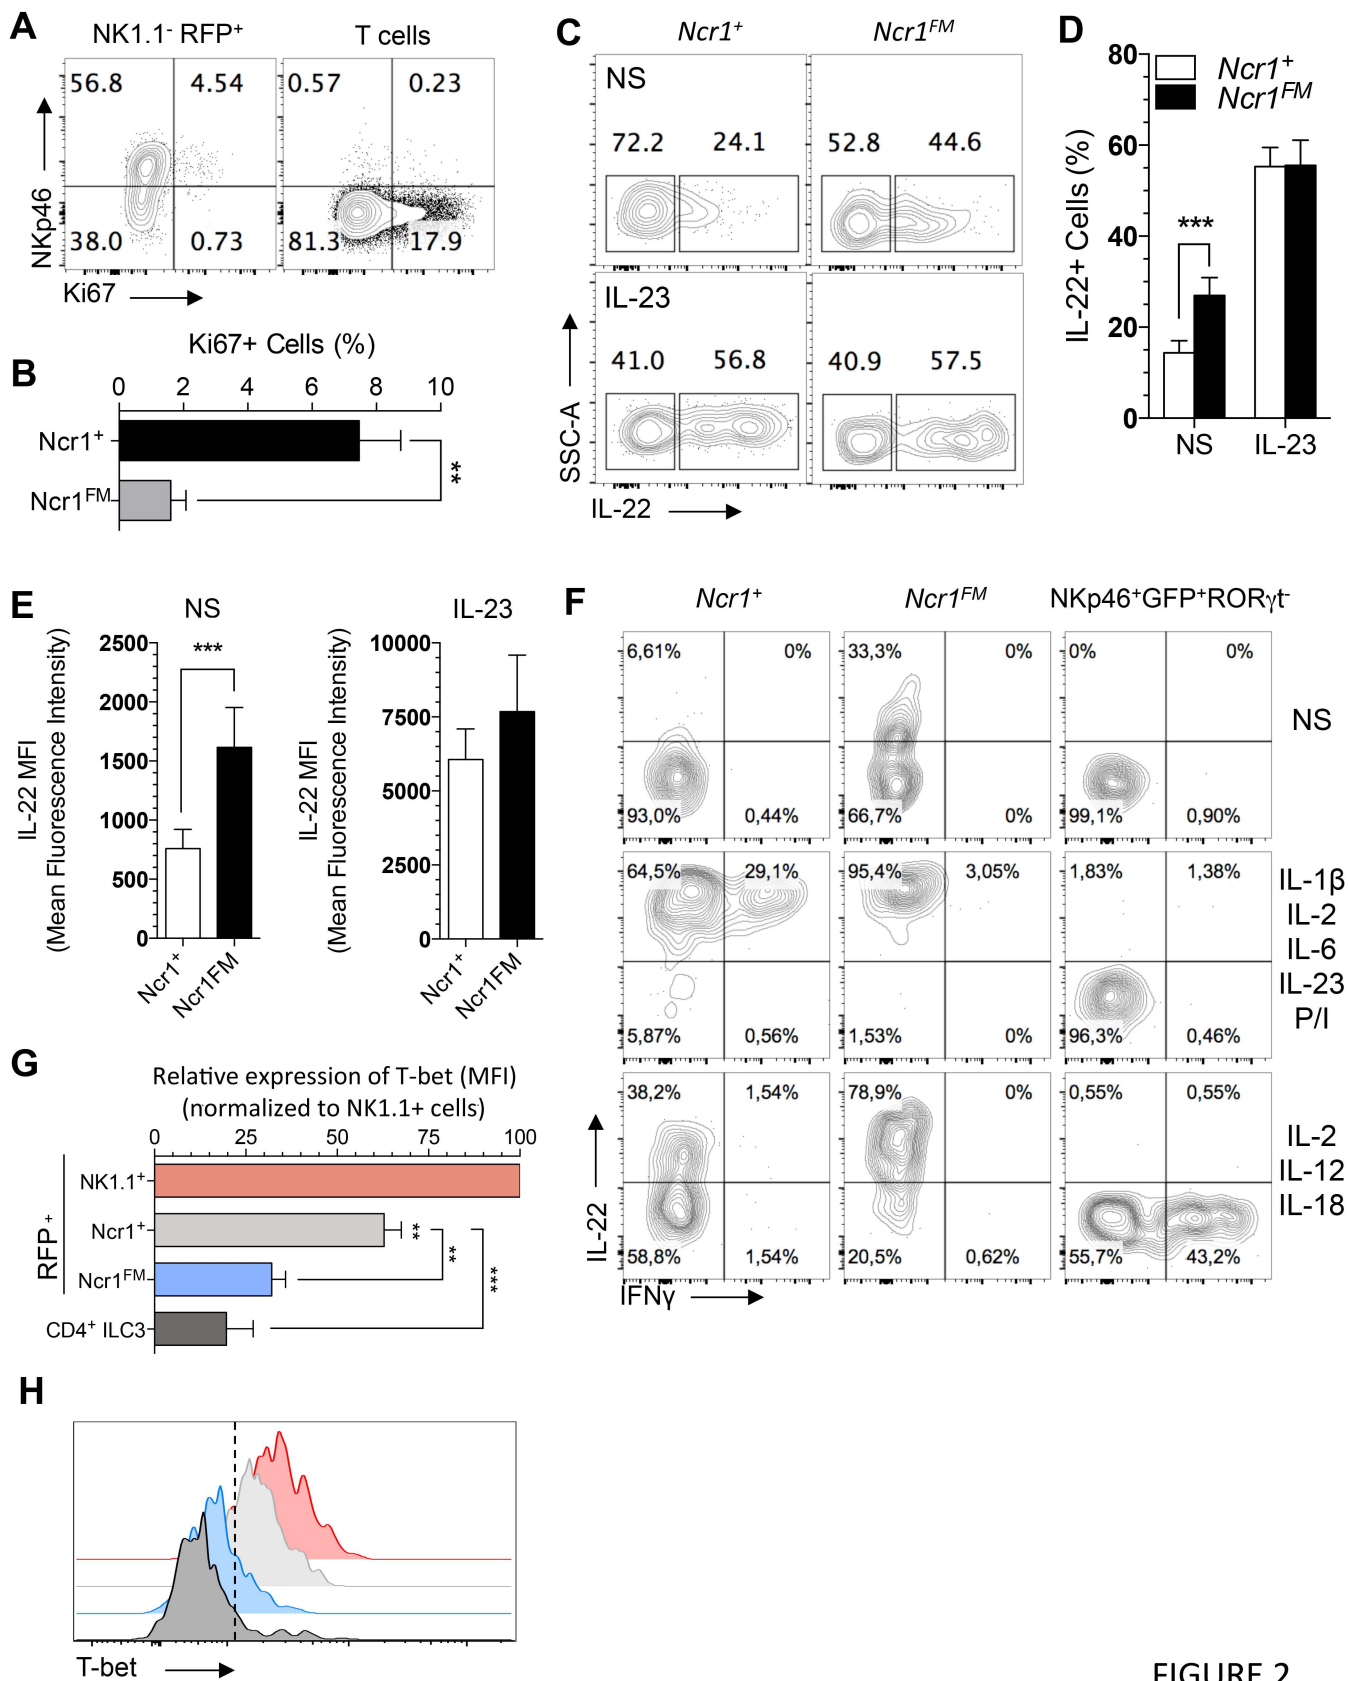 A
NK1.1- RFP+
T cells
56.8
4.54
0.57
0.23
38.0
0.73
81.3
17.9
NKp46
Ki67
B
Ki67+ Cells (%)
0 2 4 6 8 10
Ncr1+
Ncr1FM
**
C
Ncr1+
Ncr1FM
NS
72.2
24.1
52.8
44.6
IL-23
41.0
56.8
40.9
57.5
SSC-A
IL-22
D
Ncr1+
Ncr1FM
IL-22+ Cells (%)
80
60
40
20
0
***
NS
IL-23
E
NS
IL-22 MFI
(Mean Fluorescence Intensity)
2500
2000
1500
1000
500
0
***
Ncr1+
Ncr1FM
IL-23
IL-22 MFI
(Mean Fluorescence Intensity)
10000
7500
5000
2500
0
Ncr1+
Ncr1FM
F
Ncr1+
Ncr1FM
NKp46+GFP+RORγt-
6,61%
0%
33,3%
0%
0%
0%
93,0%
0,44%
66,7%
0%
99,1%
0,90%
NS
64,5%
29,1%
95,4%
3,05%
1,83%
1,38%
5,87%
0,56%
1,53%
0%
96,3%
0,46%
IL-1β
IL-2
IL-6
IL-23
P/I
38,2%
1,54%
78,9%
0%
0,55%
0,55%
58,8%
1,54%
20,5%
0,62%
55,7%
43,2%
IL-2
IL-12
IL-18
IL-22
IFNγ
G
Relative expression of T-bet (MFI)
(normalized to NK1.1+ cells)
0 25 50 75 100
RFP+
NK1.1+
Ncr1+
Ncr1FM
CD4+ ILC3
**
**
***
H
T-bet
FIGURE 2